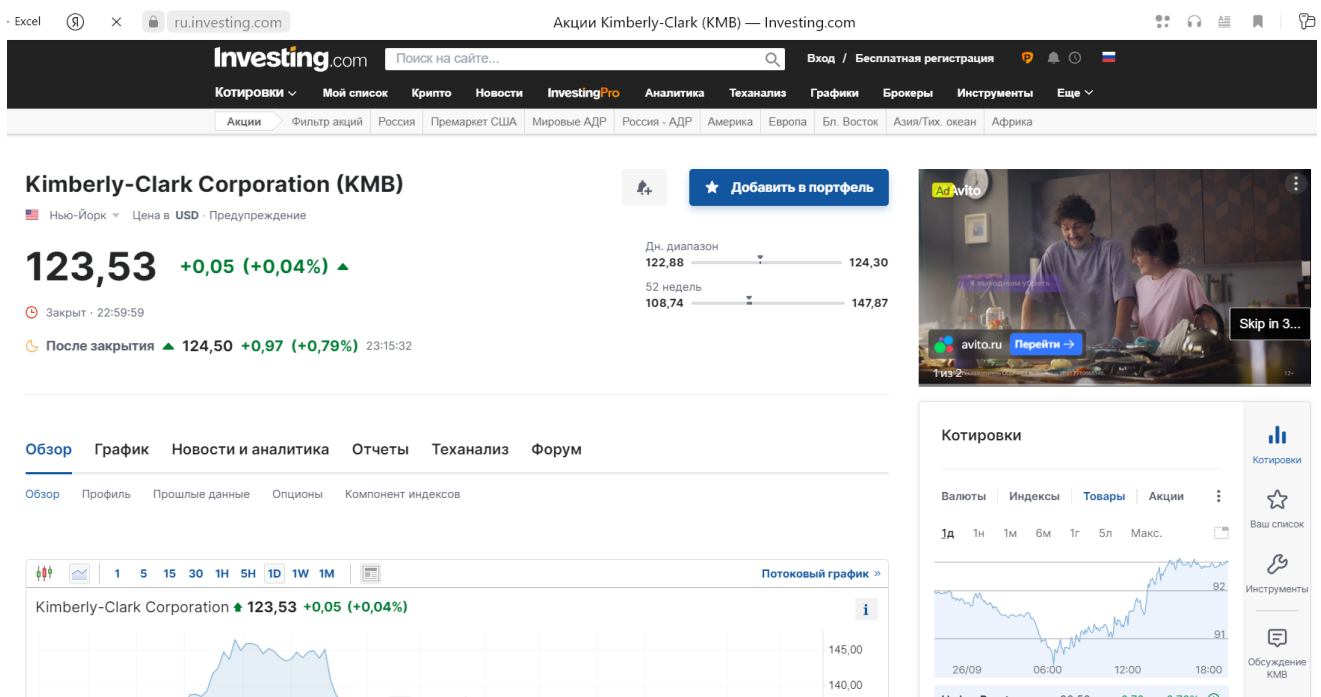 Excel
Я
ru.investing.com
Акции Kimberly-Clark (KMB) — Investing.com
Investing.com
Поиск на сайте...
Вход / Бесплатная регистрация
Котировки
Мой список
Крипто
Новости
InvestingPro
Аналитика
Теханализ
Графики
Брокеры
Инструменты
Еще
Акции
Фильтр акций
Россия
Премаркет США
Мировые АДР
Россия - АДР
Америка
Европа
Бл. Восток
Азия/Тих. океан
Африка
Kimberly-Clark Corporation (KMB)
Добавить в портфель
Нью-Йорк
Цена в USD · Предупреждение
123,53 +0,05 (+0,04%)
Дн. диапазон
122,88 124,30
52 недель
108,74 147,87
Закрыт · 22:59:59
После закрытия 124,50 +0,97 (+0,79%) 23:15:32
Ad
Avito
К выходным убрать
Skip in 3...
avito.ru
Перейти →
1 из 2
12+
Обзор
График
Новости и аналитика
Отчеты
Теханализ
Форум
Обзор
Профиль
Прошлые данные
Опционы
Компонент индексов
1 5 15 30 1H 5H 1D 1W 1M
Потоковый график »
Kimberly-Clark Corporation 123,53 +0,05 (+0,04%)
i
145,00
140,00
Котировки
Валюты
Индексы
Товары
Акции
1д 1н 1м 6м 1г 5л Макс.
92
91
26/09 06:00 12:00 18:00
Котировки
Ваш список
Инструменты
Обсуждение
KMB